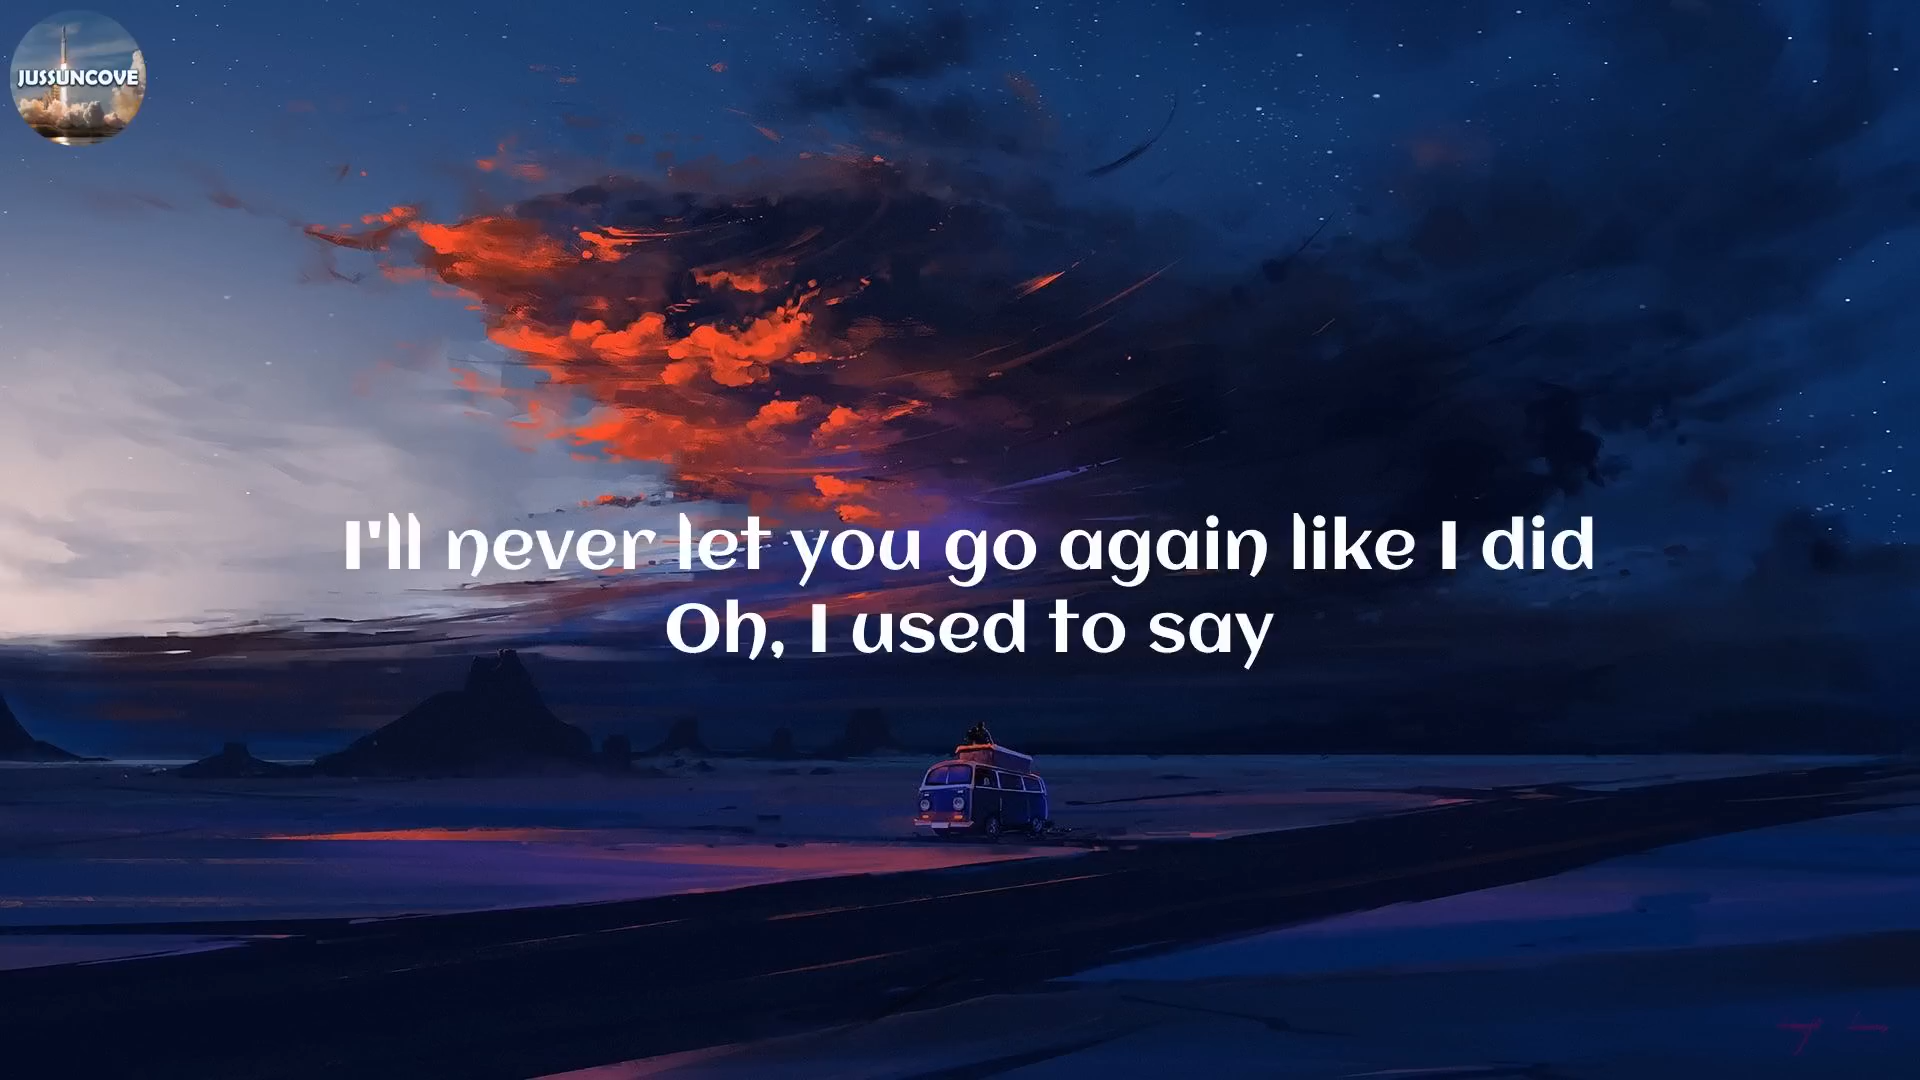 JUSSUNCOVE
I'll never let you go again like I did
Oh, I used to say